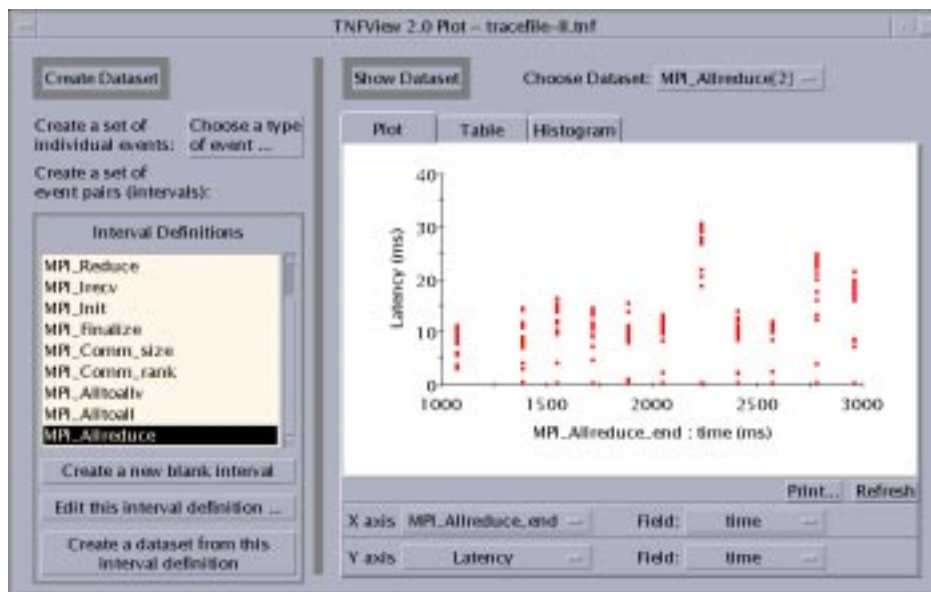 TNFView 2.0 Plot - tracefile-ll.tnf
Create Dataset
Create a set of
individual events:
Choose a type
of event ...
Create a set of
event pairs (intervals):
Interval Definitions
MPI_Reduce
MPI_Irecv
MPI_Init
MPI_Finalize
MPI_Comm_size
MPI_Comm_rank
MPI_Alltoallv
MPI_Alltoall
MPI_Allreduce
Create a new blank interval
Edit this interval definition ...
Create a dataset from this
interval definition
Show Dataset
Choose Dataset: MPI_Allreduce(2)
Plot Table Histogram
40
30
20
10
0
Latency (ms)
1000 1500 2000 2500 3000
MPI_Allreduce_end : time (ms)
Print... Refresh
X axis MPI_Allreduce_end Field: time
Y axis Latency Field: time